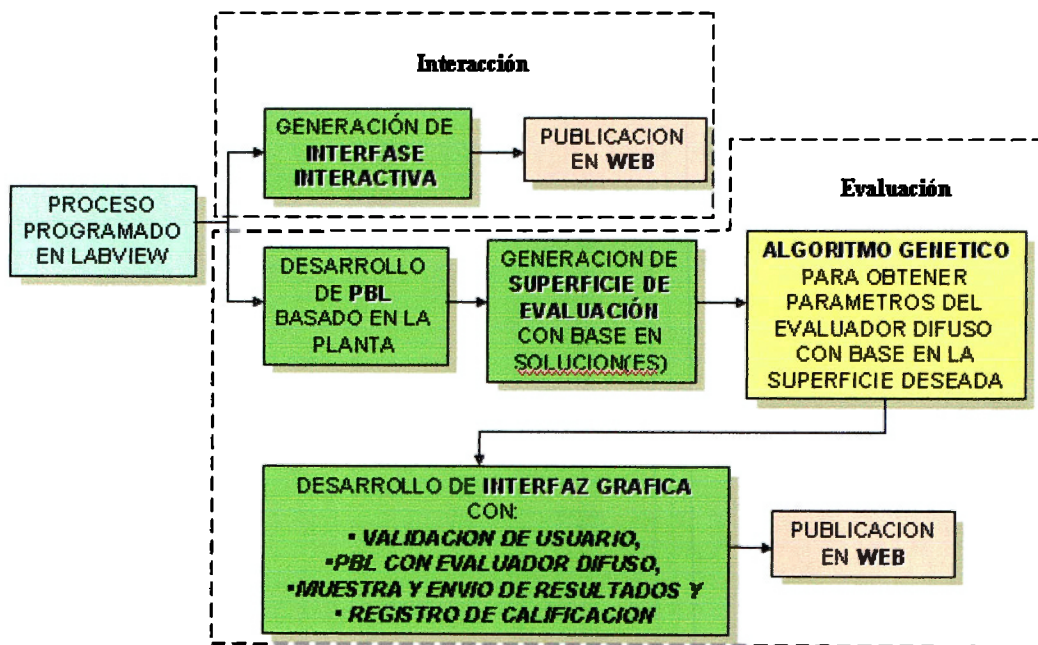 Interacción
GENERACIÓN DE
INTERFASE
INTERACTIVA
PUBLICACION
EN WEB
PROCESO
PROGRAMADO
EN LABVIEW
Evaluación
DESARROLLO
DE PBL
BASADO EN LA
PLANTA
GENERACION DE
SUPERFICIE DE
EVALUACIÓN
CON BASE EN
SOLUCION(ES)
ALGORITMO GENETICO
PARA OBTENER
PARAMETROS DEL
EVALUADOR DIFUSO
CON BASE EN LA
SUPERFICIE DESEADA
DESARROLLO DE INTERFAZ GRAFICA
CON:
▪ VALIDACION DE USUARIO,
▪PBL CON EVALUADOR DIFUSO,
▪MUESTRA Y ENVIO DE RESULTADOS Y
▪ REGISTRO DE CALIFICACION
PUBLICACION
EN WEB